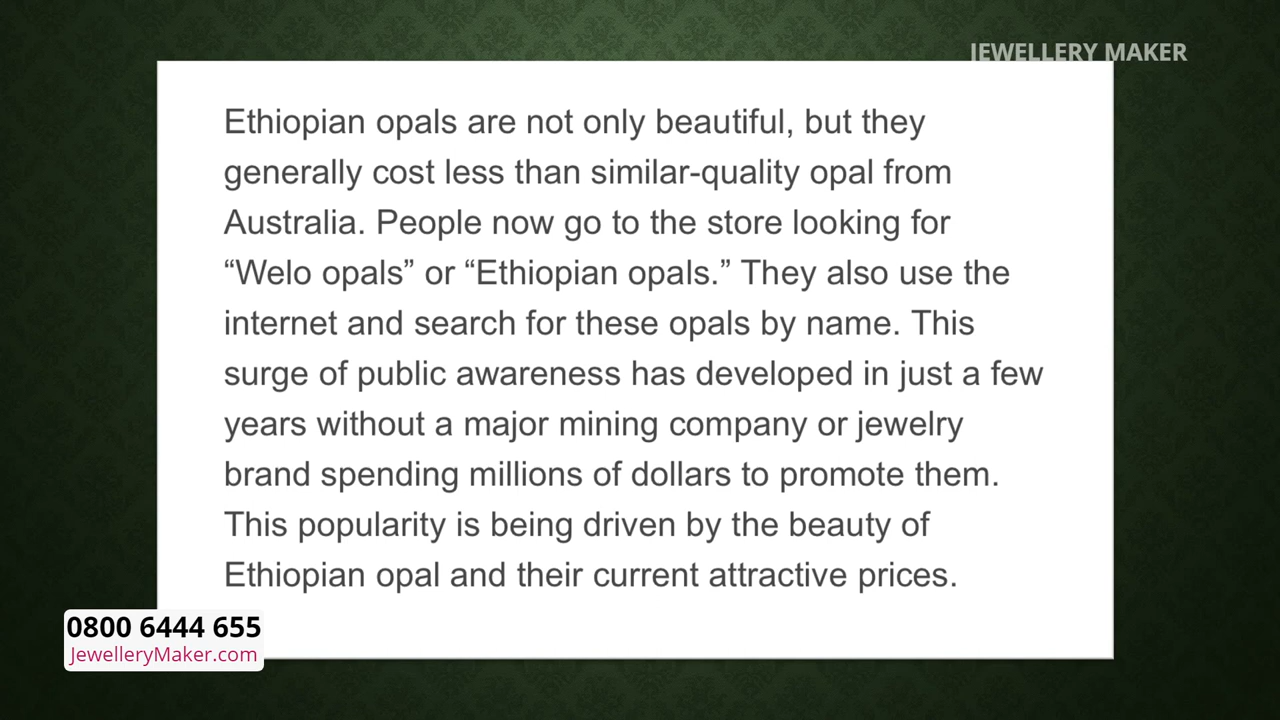 JEWELLERY MAKER
Ethiopian opals are not only beautiful, but they
generally cost less than similar-quality opal from
Australia. People now go to the store looking for
“Welo opals” or “Ethiopian opals.” They also use the
internet and search for these opals by name. This
surge of public awareness has developed in just a few
years without a major mining company or jewelry
brand spending millions of dollars to promote them.
This popularity is being driven by the beauty of
Ethiopian opal and their current attractive prices.
0800 6444 655
JewelleryMaker.com